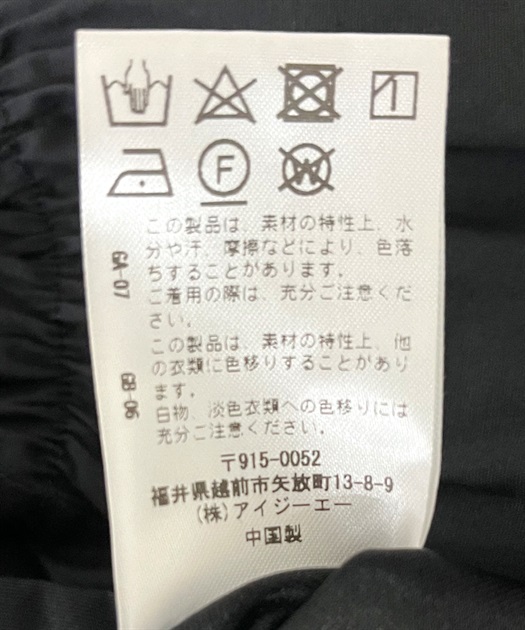 F
W
この製品は、素材の特性上、水
分や汗、摩擦などにより、色落
ちすることがあります。
ご着用の際は、充分ご注意くだ
さい。
GA-07
この製品は、素材の特性上、他
の衣類に色移りすることがあり
ます。
白物、淡色衣類への色移りには
充分ご注意ください。
GB-06
〒915-0052
福井県越前市矢放町13-8-9
(株)アイジーエー
中国製